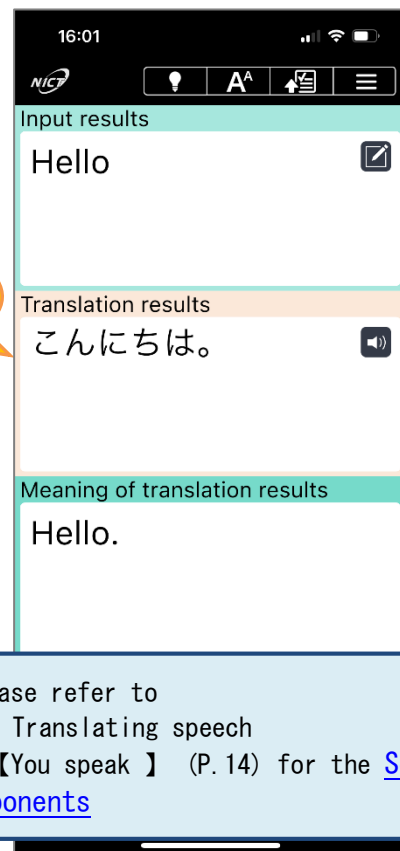 16:01
NICT
AA
Input results
Hello
Translation results
こんにちは。
Meaning of translation results
Hello.
ase refer to
Translating speech
【You speak 】 (P.14) for the S
ponents